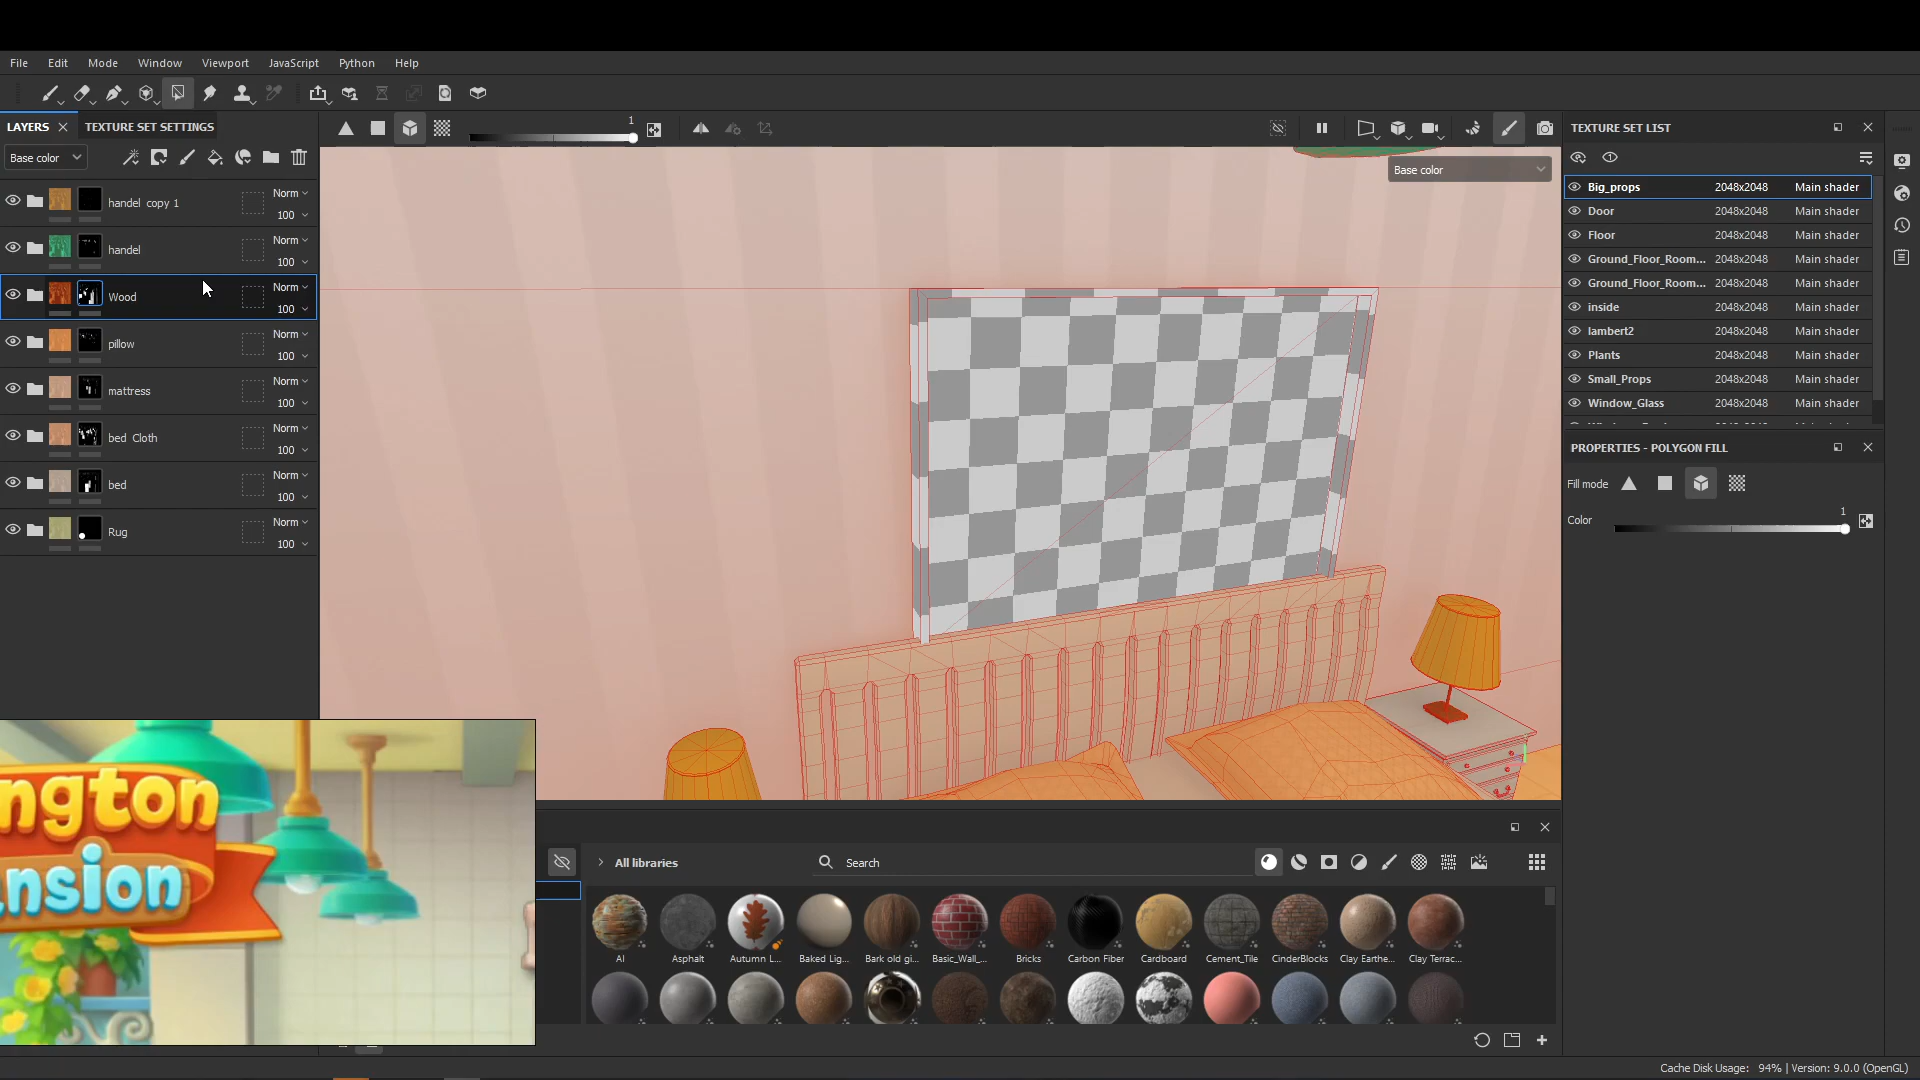 File Edit Mode Window Viewport JavaScript Python Help
LAYERS TEXTURE SET SETTINGS
1
TEXTURE SET LIST
Base color
Base color
handel copy 1 Norm 100
handel Norm 100
Wood Norm 100
pillow Norm 100
mattress Norm 100
bed Cloth Norm 100
bed Norm 100
Rug Norm 100
Big_props 2048x2048 Main shader
Door 2048x2048 Main shader
Floor 2048x2048 Main shader
Ground_Floor_Room... 2048x2048 Main shader
Ground_Floor_Room... 2048x2048 Main shader
inside 2048x2048 Main shader
lambert2 2048x2048 Main shader
Plants 2048x2048 Main shader
Small_Props 2048x2048 Main shader
Window_Glass 2048x2048 Main shader
PROPERTIES - POLYGON FILL
Fill mode
Color 1
ngton
nsion
All libraries Search
AI Asphalt Autumn L... Baked Lig... Bark old gi... Basic_Wall_... Bricks Carbon Fiber Cardboard Cement_Tile CinderBlocks Clay Earthe... Clay Terrac...
Cache Disk Usage: 94% | Version: 9.0.0 (OpenGL)